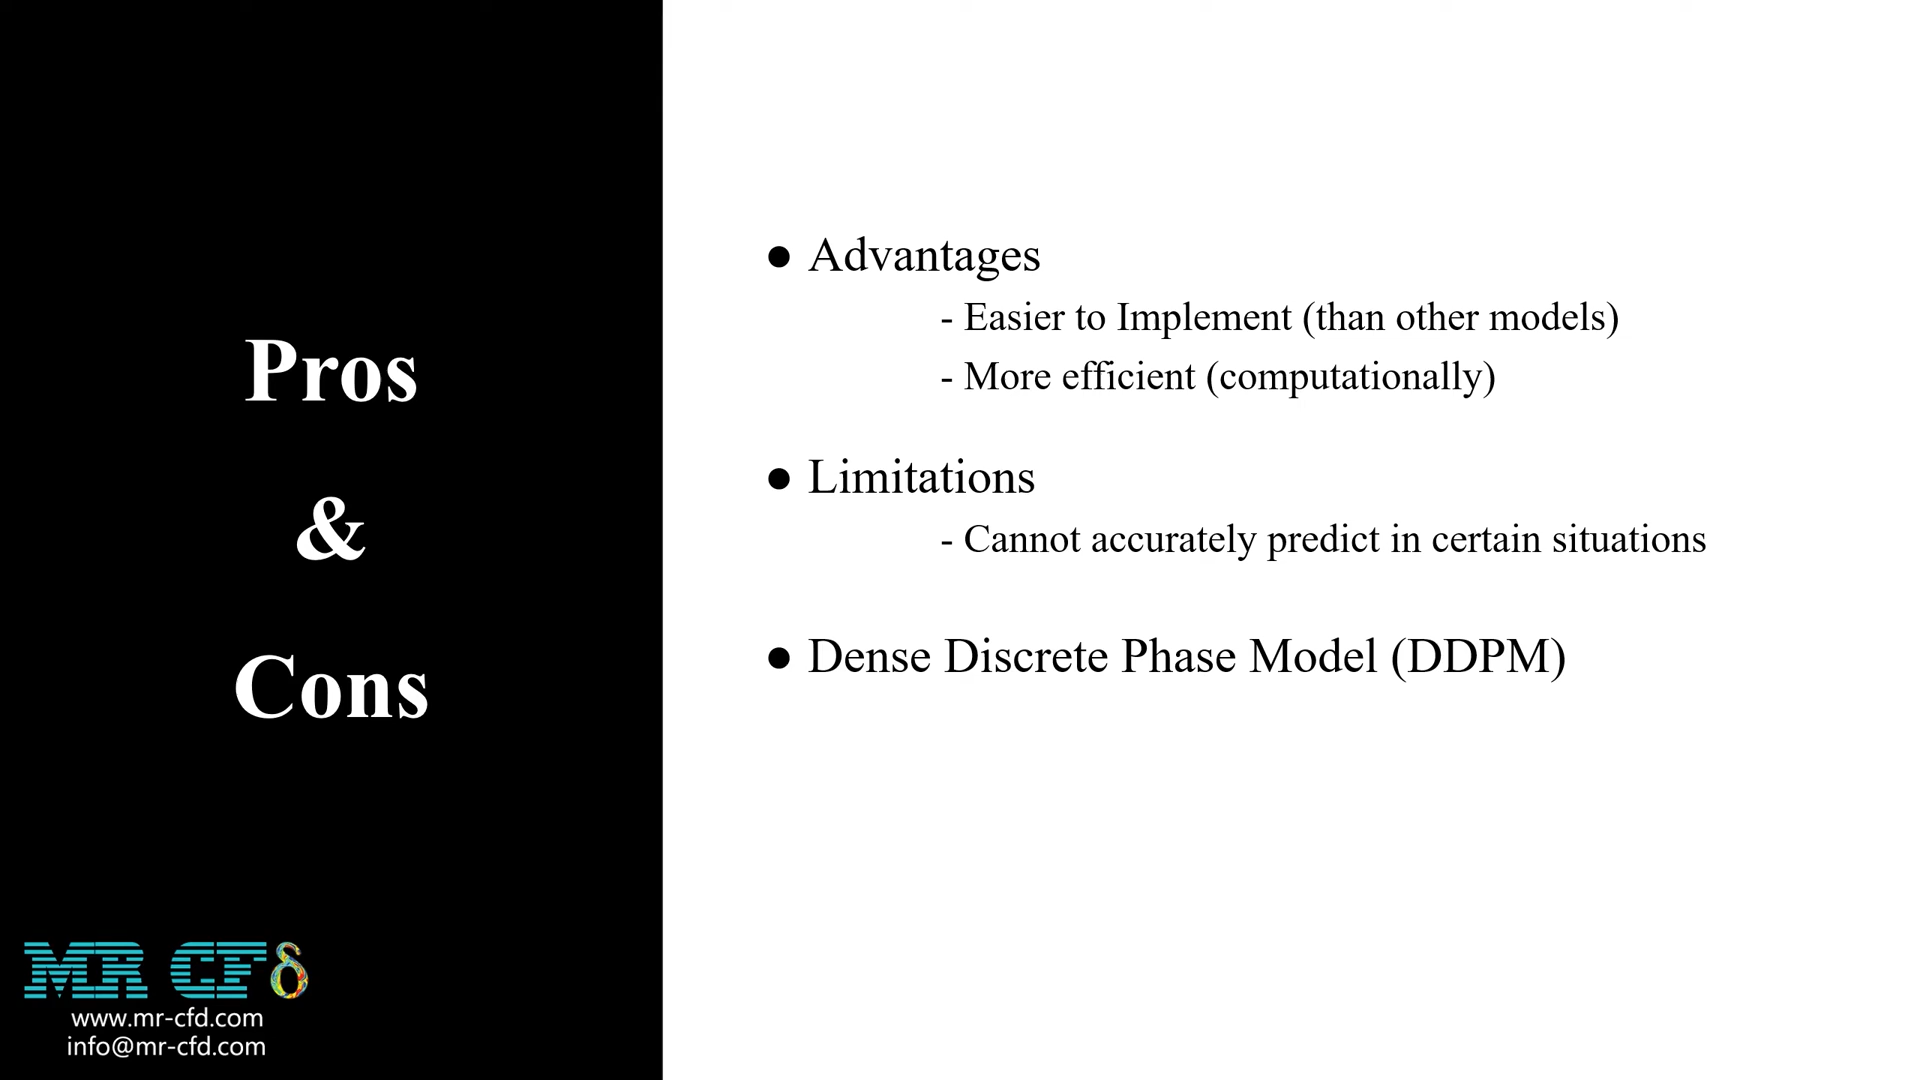 Pros
&
Cons
● Advantages
- Easier to Implement (than other models)
- More efficient (computationally)
● Limitations
- Cannot accurately predict in certain situations
● Dense Discrete Phase Model (DDPM)
MR CFδ
www.mr-cfd.com
info@mr-cfd.com